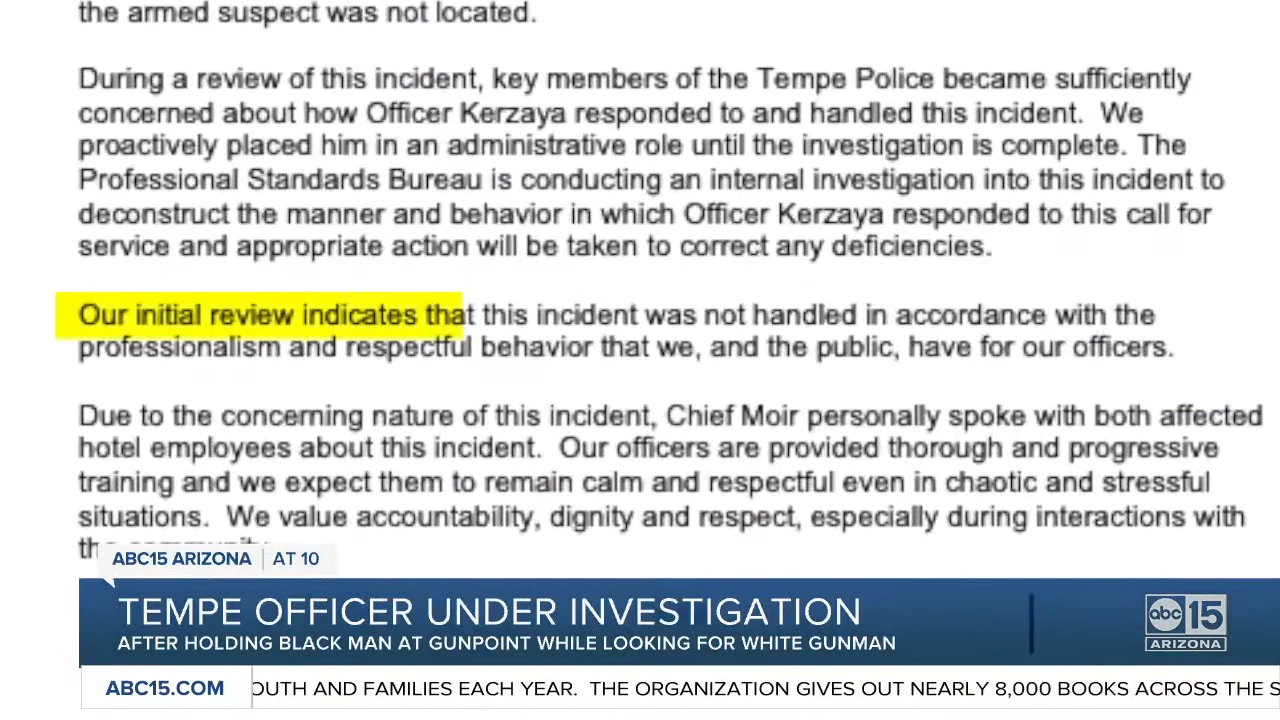 the armed suspect was not located.
During a review of this incident, key members of the Tempe Police became sufficiently
concerned about how Officer Kerzaya responded to and handled this incident. We
proactively placed him in an administrative role until the investigation is complete. The
Professional Standards Bureau is conducting an internal investigation into this incident to
deconstruct the manner and behavior in which Officer Kerzaya responded to this call for
service and appropriate action will be taken to correct any deficiencies.
Our initial review indicates that this incident was not handled in accordance with the
professionalism and respectful behavior that we, and the public, have for our officers.
Due to the concerning nature of this incident, Chief Moir personally spoke with both affected
hotel employees about this incident. Our officers are provided thorough and progressive
training and we expect them to remain calm and respectful even in chaotic and stressful
situations. We value accountability, dignity and respect, especially during interactions with
ABC15 ARIZONA | AT 10
TEMPE OFFICER UNDER INVESTIGATION
AFTER HOLDING BLACK MAN AT GUNPOINT WHILE LOOKING FOR WHITE GUNMAN
abc 15
ARIZONA
ABC15.COM OUTH AND FAMILIES EACH YEAR. THE ORGANIZATION GIVES OUT NEARLY 8,000 BOOKS ACROSS THE S